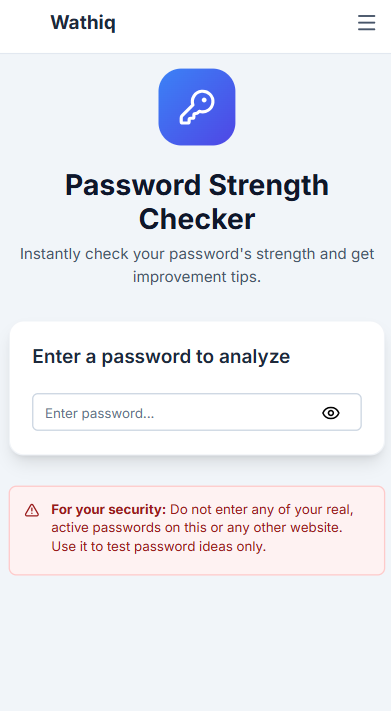 Wathiq
Password Strength
Checker
Instantly check your password's strength and get
improvement tips.
Enter a password to analyze
Enter password...
For your security: Do not enter any of your real,
active passwords on this or any other website.
Use it to test password ideas only.